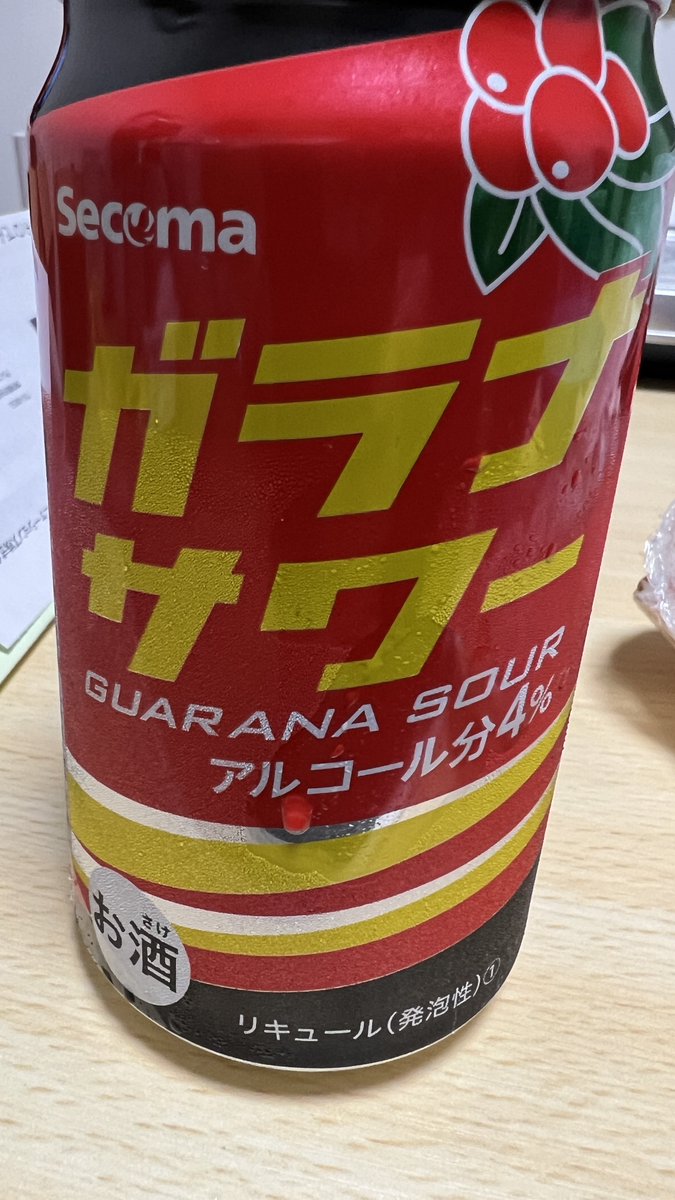 Secoma
ガラナ
サワー
GUARANA SOUR
アルコール分4%
さけ
お酒
リキュール(発泡性)①